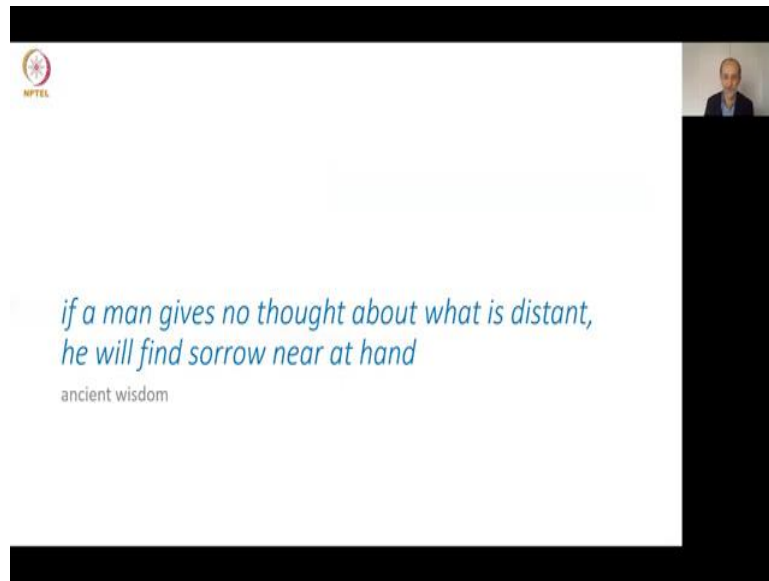 NPTEL
if a man gives no thought about what is distant,
he will find sorrow near at hand
ancient wisdom